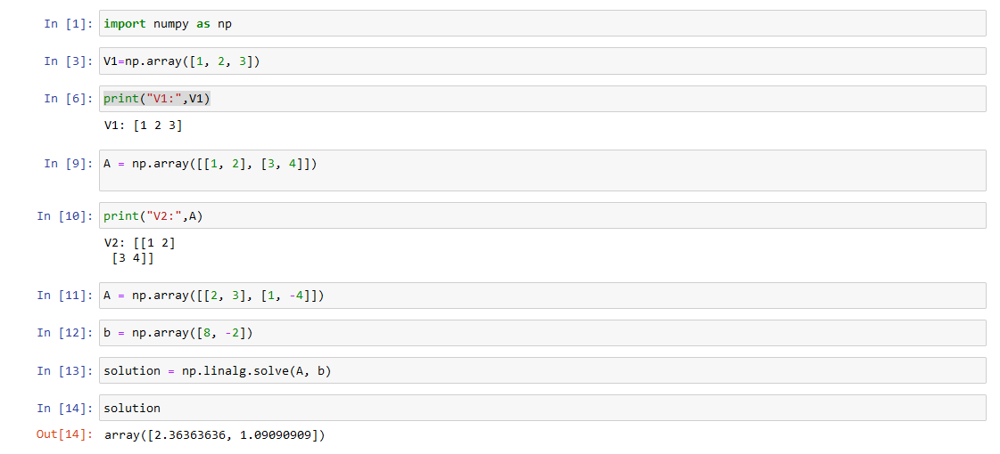 In [1]: import numpy as np
In [3]: V1=np.array([1, 2, 3])
In [6]: print("V1:",V1)
V1: [1 2 3]
In [9]: A = np.array([[1, 2], [3, 4]])
In [10]: print("V2:",A)
V2: [[1 2]
[3 4]]
In [11]: A = np.array([[2, 3], [1, -4]])
In [12]: b = np.array([8, -2])
In [13]: solution = np.linalg.solve(A, b)
In [14]: solution
Out[14]: array([2.36363636, 1.09090909])